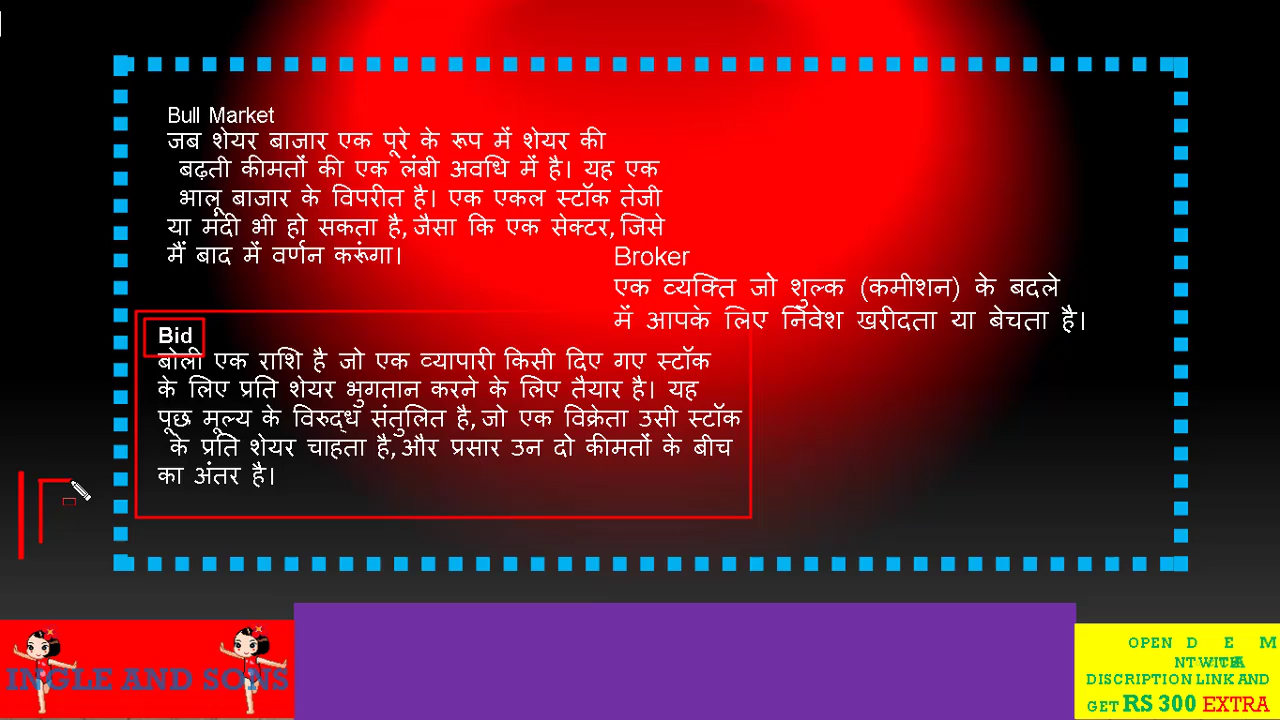 Bull Market
जब शेयर बाजार एक पूरे के रूप में शेयर की
बढ़ती कीमतों की एक लंबी अवधि में है। यह एक
भालू बाजार के विपरीत है। एक एकल स्टॉक तेजी
या मंदी भी हो सकता है, जैसा कि एक सेक्टर, जिसे
मैं बाद में वर्णन करूंगा।
Broker
एक व्यक्ति जो शुल्क (कमीशन) के बदले
में आपके लिए निवेश खरीदता या बेचता है।
Bid
बोली एक राशि है जो एक व्यापारी किसी दिए गए स्टॉक
के लिए प्रति शेयर भुगतान करने के लिए तैयार है। यह
पूछ मूल्य के विरुद्ध संतुलित है, जो एक विक्रेता उसी स्टॉक
के प्रति शेयर चाहता है, और प्रसार उन दो कीमतों के बीच
का अंतर है।
INGLE AND SONS
OPEN D E M
DISCRIPTION LINK AND
GET RS 300 EXTRA